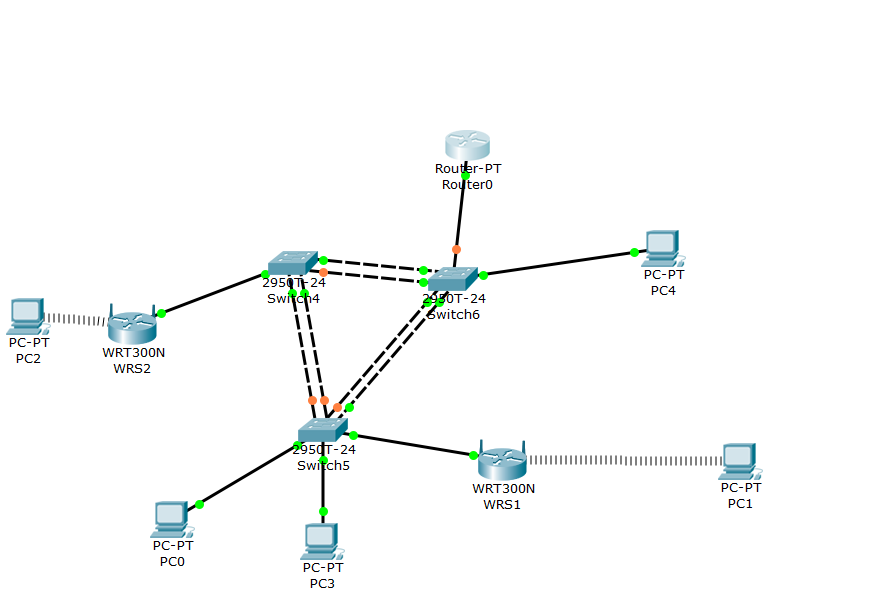 Router-PT
Router0
2950T-24
Switch4
2950T-24
Switch6
PC-PT
PC4
PC-PT
PC2
WRT300N
WRS2
2950T-24
Switch5
WRT300N
WRS1
PC-PT
PC1
PC-PT
PC0
PC-PT
PC3